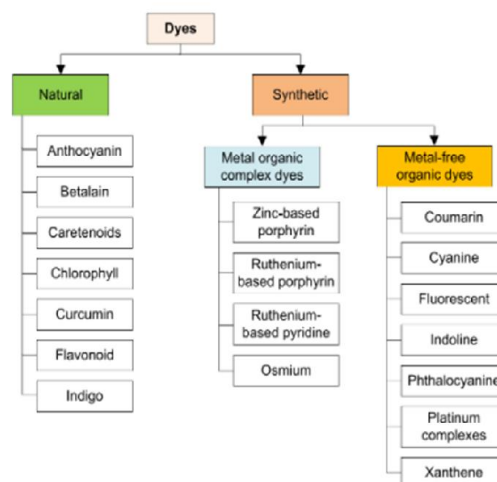 Dyes
Natural
Synthetic
Anthocyanin
Betalain
Caretenoids
Chlorophyll
Curcumin
Flavonoid
Indigo
Metal organic
complex dyes
Zinc-based
porphyrin
Ruthenium-
based porphyrin
Ruthenium-
based pyridine
Osmium
Metal-free
organic dyes
Coumarin
Cyanine
Fluorescent
Indoline
Phthalocyanine
Platinum
complexes
Xanthene